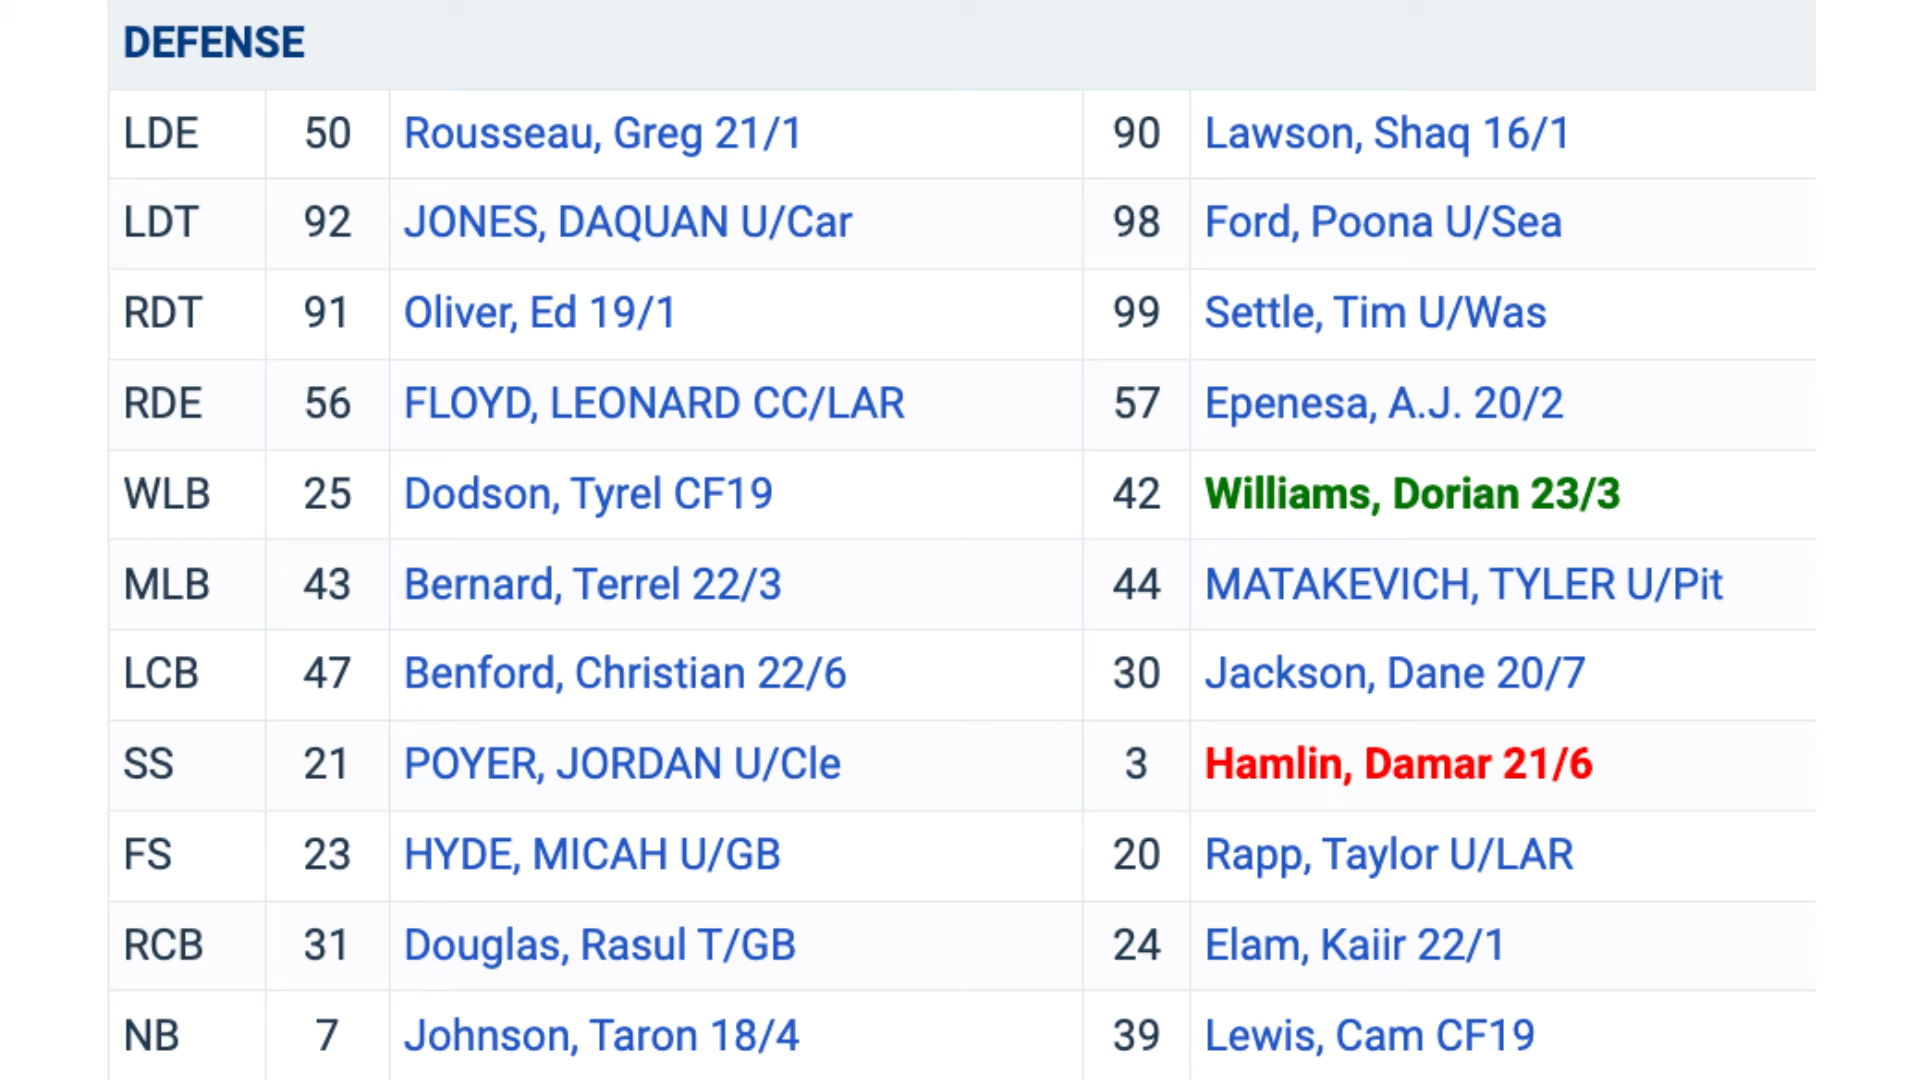 DEFENSE
LDE 50 Rousseau, Greg 21/1 90 Lawson, Shaq 16/1
LDT 92 JONES, DAQUAN U/Car 98 Ford, Poona U/Sea
RDT 91 Oliver, Ed 19/1 99 Settle, Tim U/Was
RDE 56 FLOYD, LEONARD CC/LAR 57 Epenesa, A.J. 20/2
WLB 25 Dodson, Tyrel CF19 42 Williams, Dorian 23/3
MLB 43 Bernard, Terrel 22/3 44 MATAKEVICH, TYLER U/Pit
LCB 47 Benford, Christian 22/6 30 Jackson, Dane 20/7
SS 21 POYER, JORDAN U/Cle 3 Hamlin, Damar 21/6
FS 23 HYDE, MICAH U/GB 20 Rapp, Taylor U/LAR
RCB 31 Douglas, Rasul T/GB 24 Elam, Kaiir 22/1
NB 7 Johnson, Taron 18/4 39 Lewis, Cam CF19